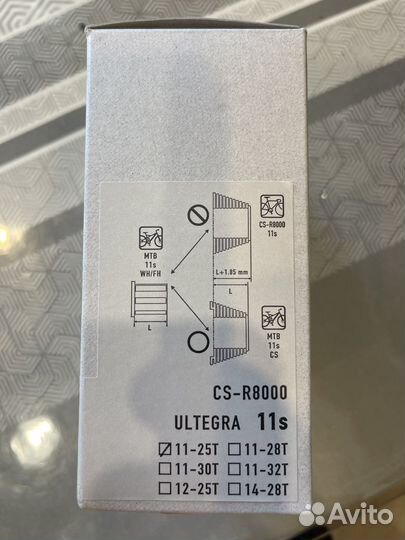 CS-R8000
11s
MTB
11s
WH/FH
L+1.85 mm
L
L
MTB
11s
CS
CS-R8000
ULTEGRA 11s
11-25T 11-28T
11-30T 11-32T
12-25T 14-28T
Avito